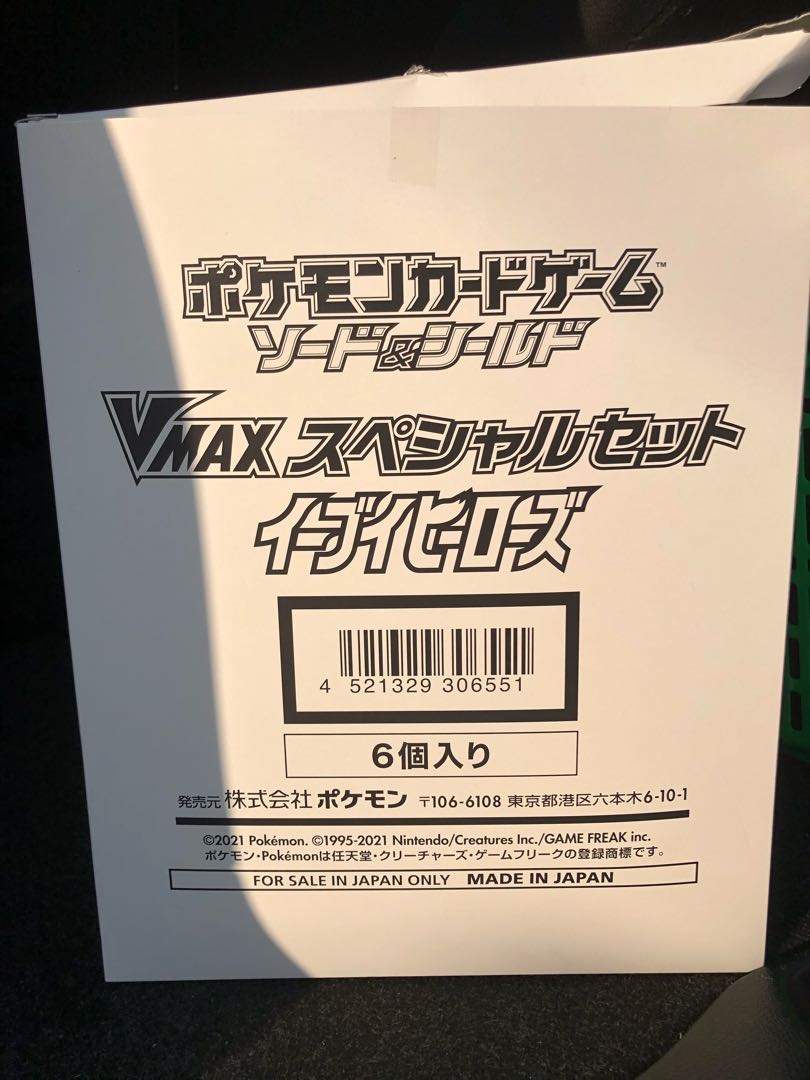 ポケモンカードゲーム™
ソード&シールド
VMAX スペシャルセット
イーブイヒーローズ
4 521329 306551
6個入り
発売元 株式会社 ポケモン 〒106-6108 東京都港区六本木6-10-1
©2021 Pokémon. ©1995-2021 Nintendo/Creatures Inc./GAME FREAK inc.
ポケモン・Pokémonは任天堂・クリーチャーズ・ゲームフリークの登録商標です。
FOR SALE IN JAPAN ONLY MADE IN JAPAN